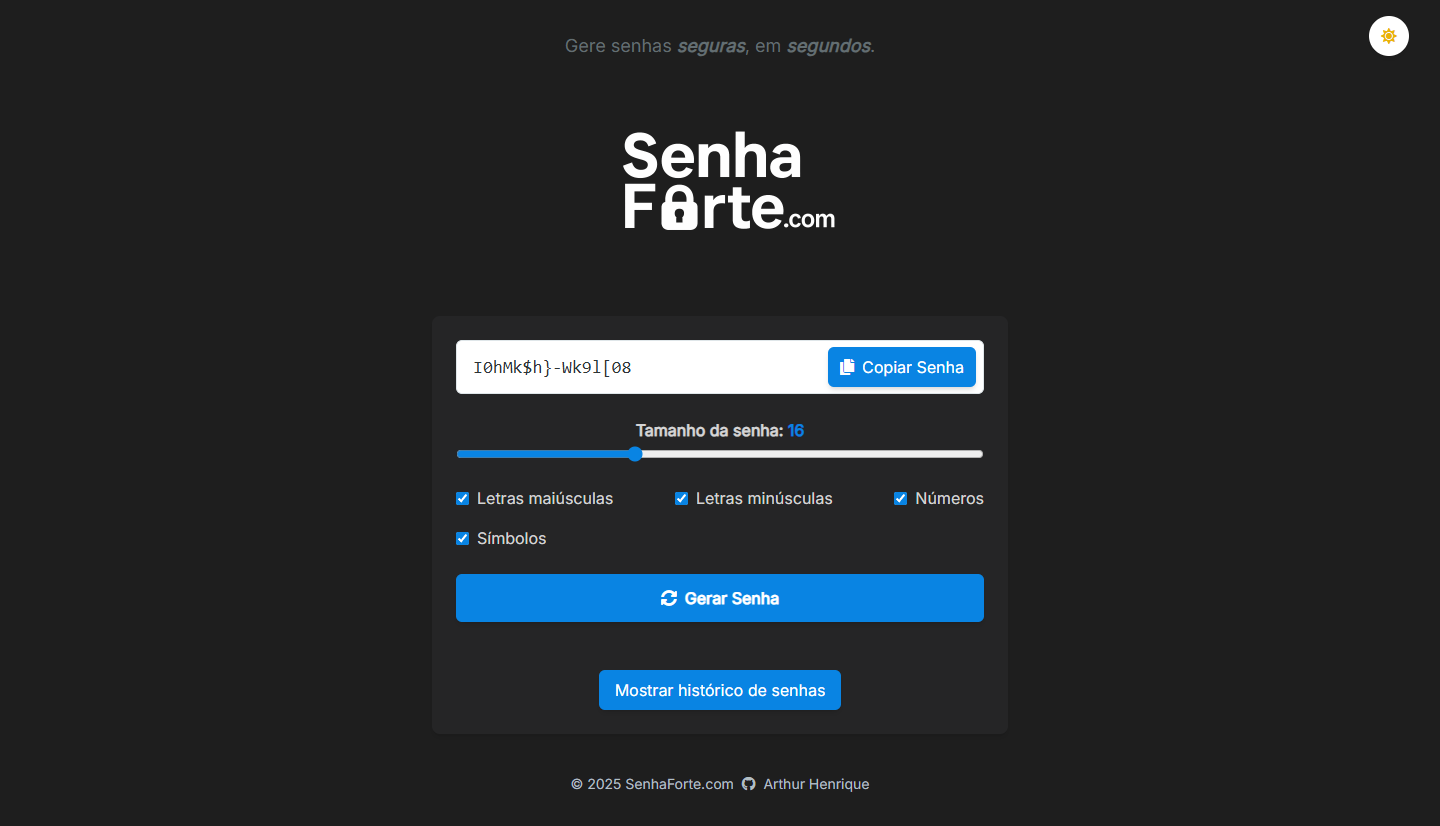 Gere senhas seguras, em segundos.
Senha
Forte.com
I0hMk$h}-Wk9l[08
Copiar Senha
Tamanho da senha: 16
Letras maiúsculas
Letras minúsculas
Números
Símbolos
Gerar Senha
Mostrar histórico de senhas
© 2025 SenhaForte.com Arthur Henrique